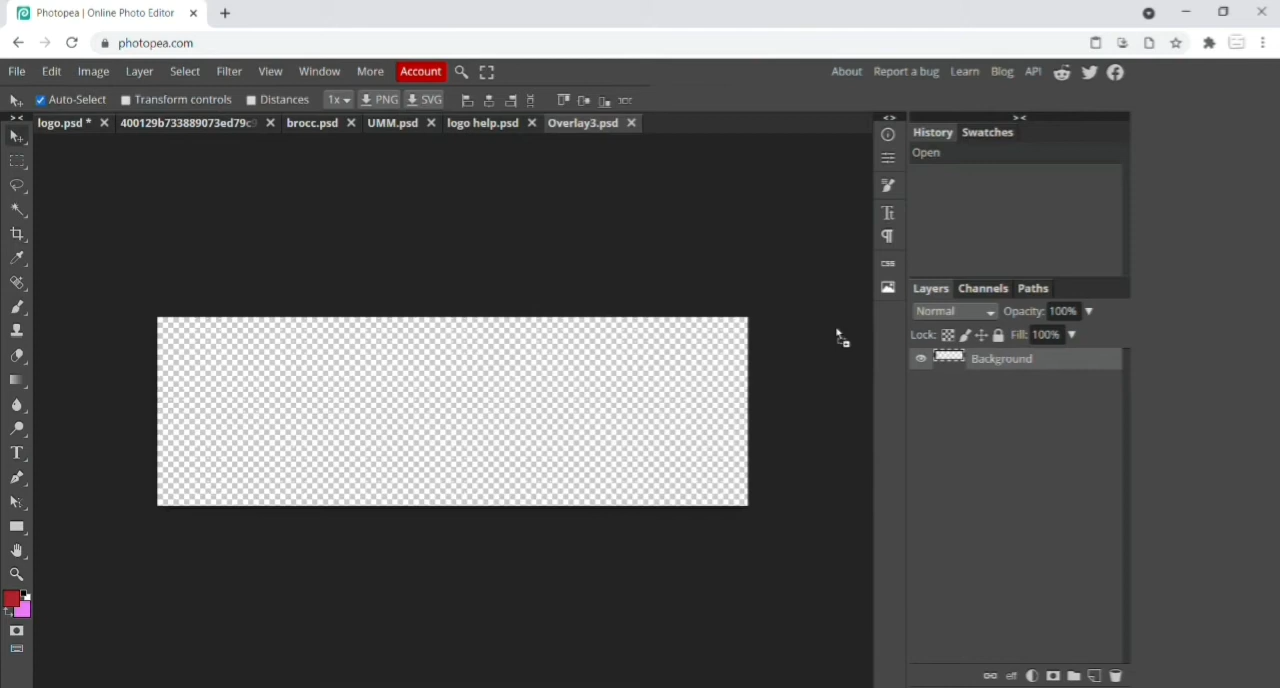 Photopea | Online Photo Editor
photopea.com
File Edit Image Layer Select Filter View Window More Account About Report a bug Learn Blog API
Auto-Select Transform controls Distances 1x PNG SVG
logo.psd * 400129b733889073ed79c9 brocc.psd UMM.psd logo help.psd Overlay3.psd
History Swatches
Open
Layers Channels Paths
Normal Opacity: 100%
Lock: Fill: 100%
Background
eff